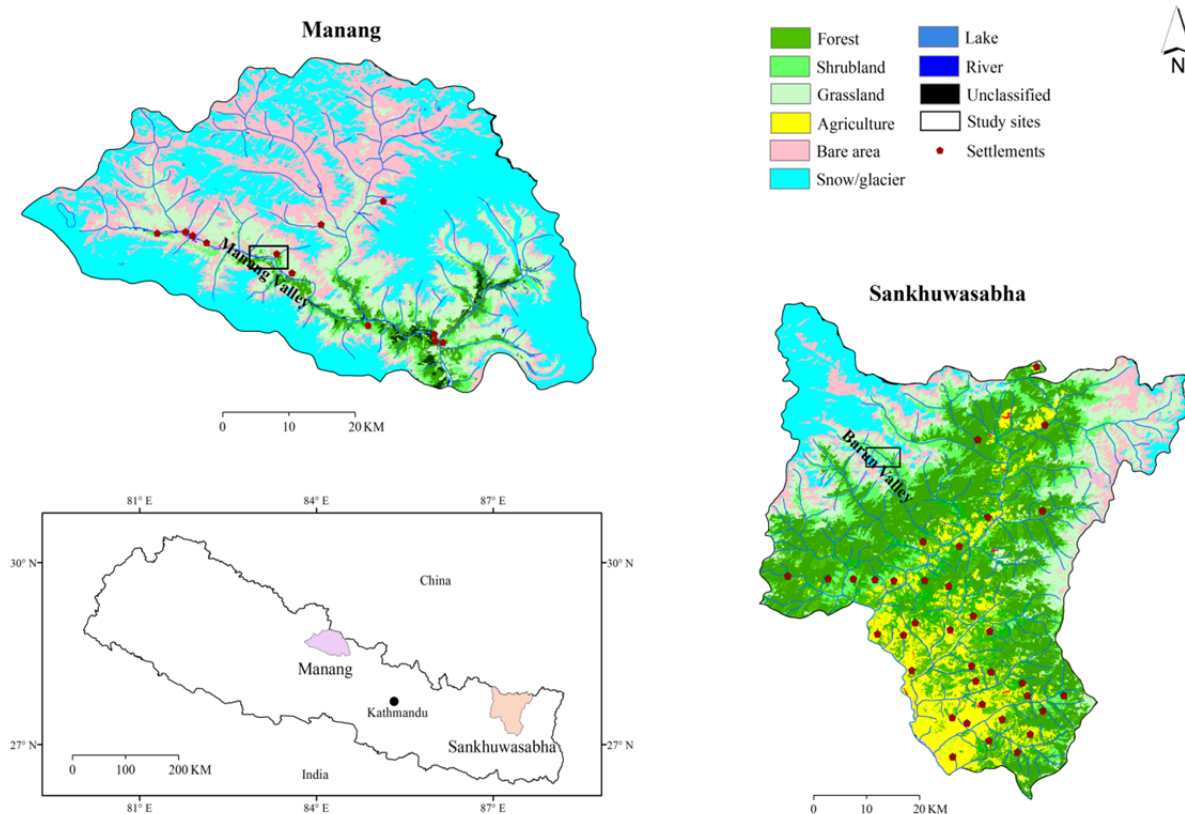 Manang
Manang Valley
0 10 20 KM
Forest
Shrubland
Grassland
Agriculture
Bare area
Snow/glacier
Lake
River
Unclassified
Study sites
Settlements
N
Sankhuwasabha
Barun Valley
0 10 20 KM
81° E 84° E 87° E
30° N 30° N
China
Manang
Kathmandu
Sankhuwasabha
27° N 27° N
0 100 200 KM
India
81° E 84° E 87° E